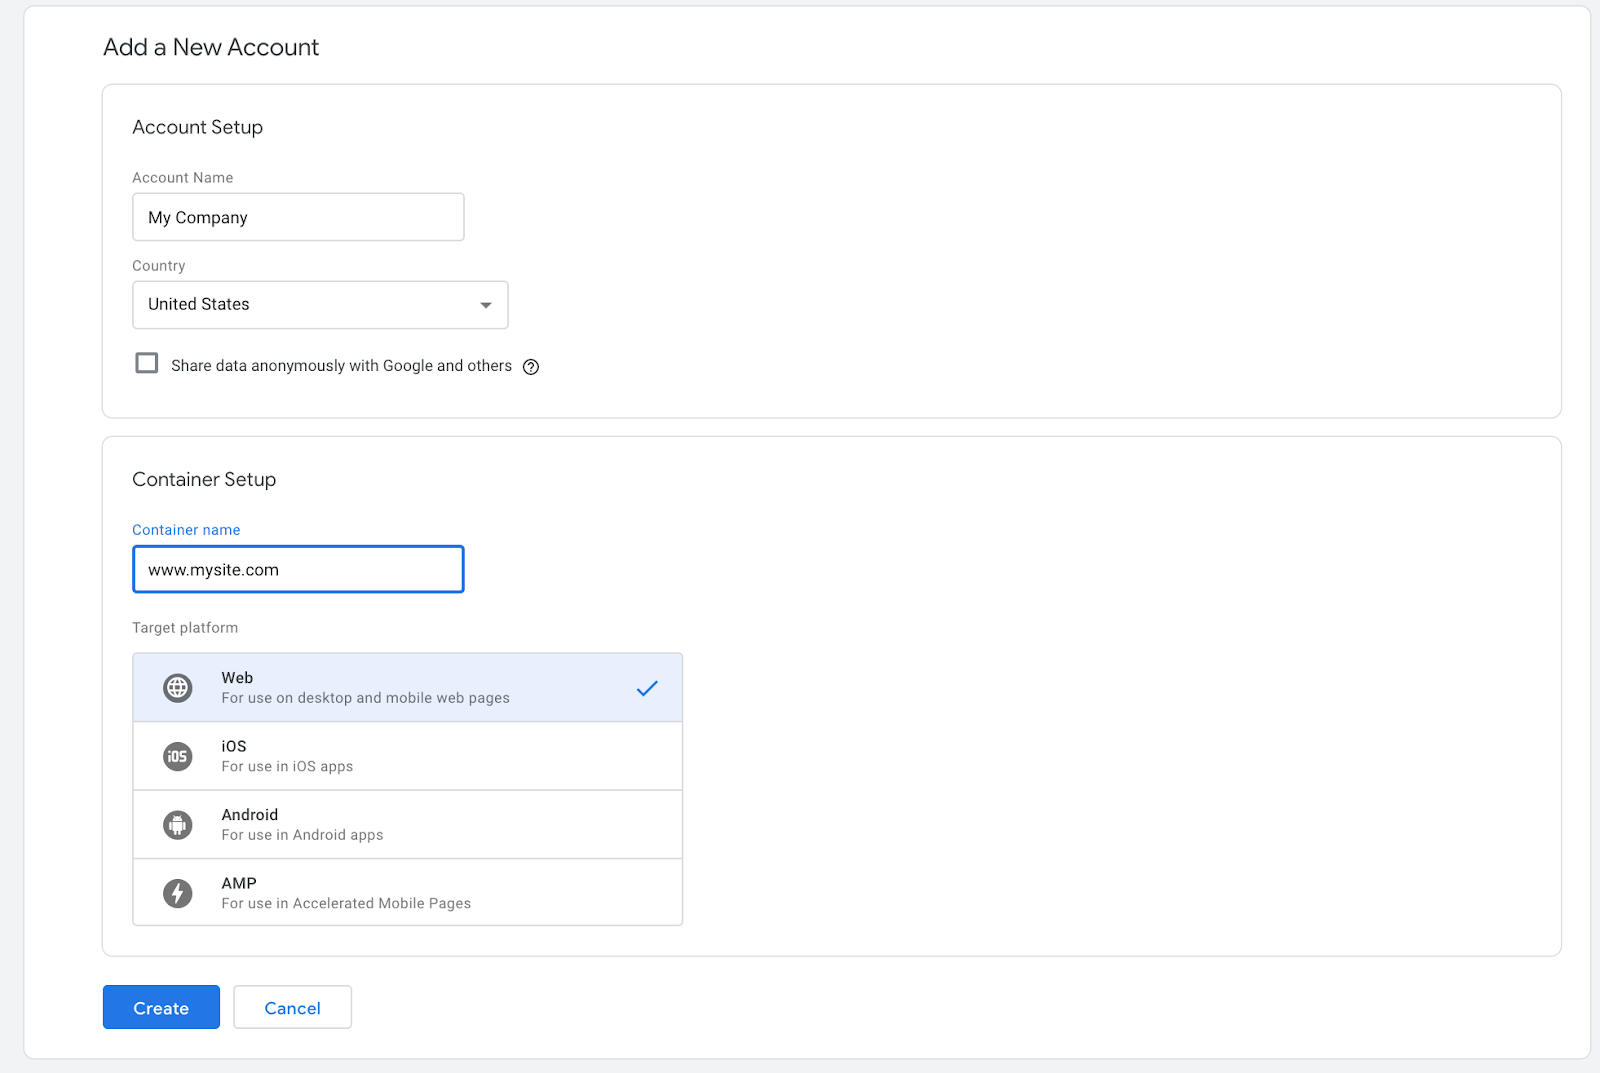 Add a New Account
Account Setup
Account Name
My Company
Country
United States
Share data anonymously with Google and others ?
Container Setup
Container name
www.mysite.com
Target platform
Web
For use on desktop and mobile web pages
iOS
iOS
For use in iOS apps
Android
For use in Android apps
AMP
For use in Accelerated Mobile Pages
Create Cancel